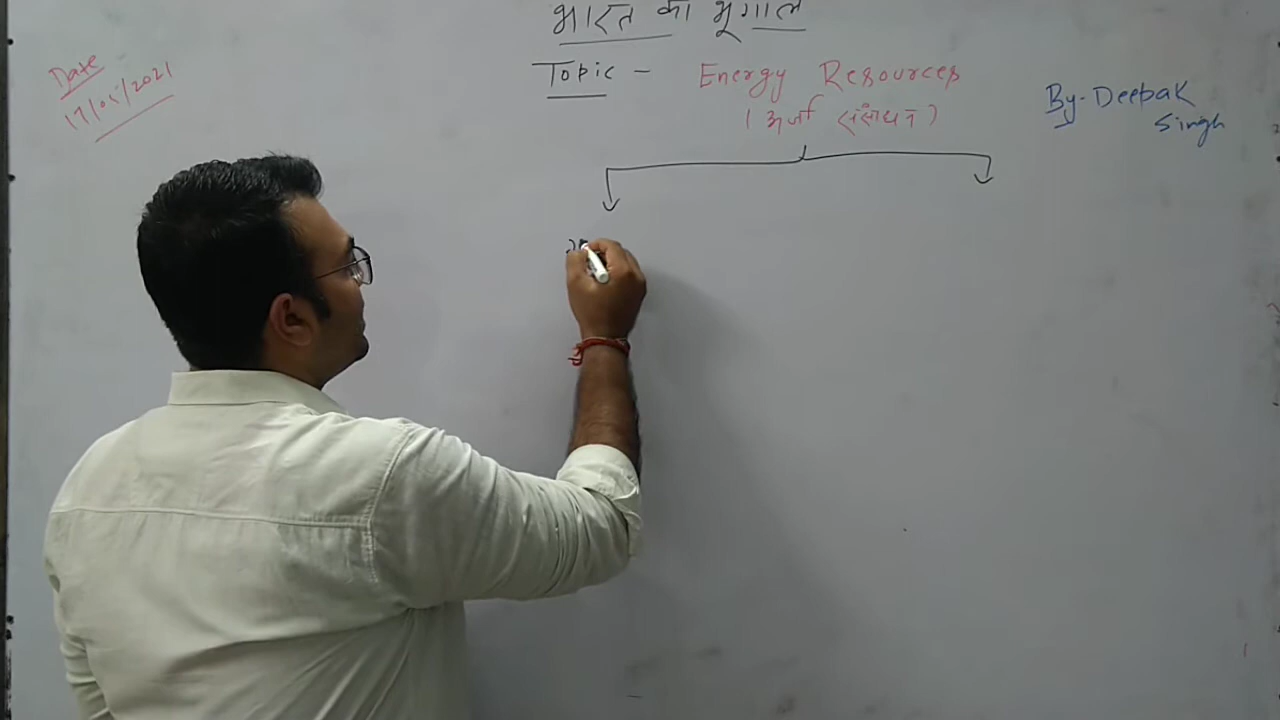 भारत का भूगोल
Date
17/05/2021
Topic - Energy Resources
(ऊर्जा संसाधन)
By-Deepak
Singh